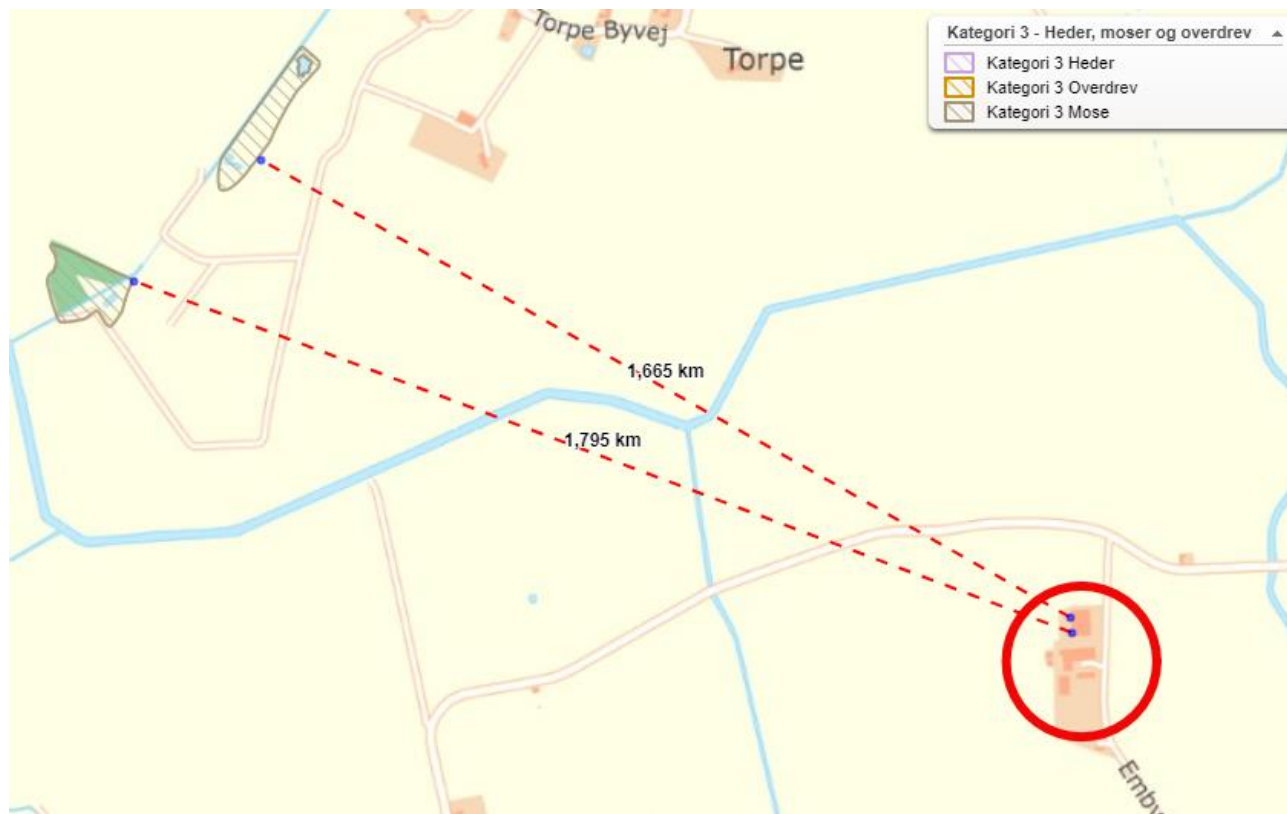 Torpe Byvej
Torpe
Kategori 3 - Heder, moser og overdrev
Kategori 3 Heder
Kategori 3 Overdrev
Kategori 3 Mose
1,665 km
1,795 km